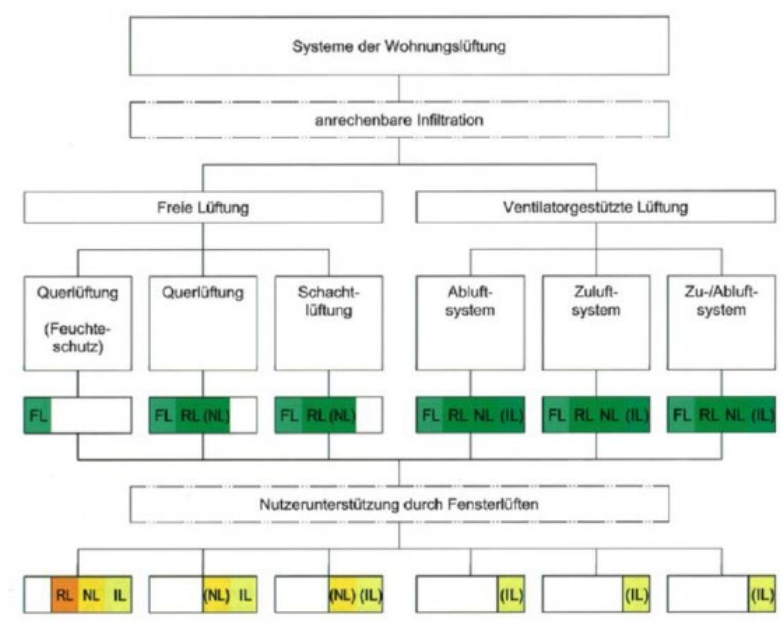 Systeme der Wohnungslüftung
anrechenbare Infiltration
Freie Lüftung
Ventilatorgestützte Lüftung
Querlüftung
(Feuchte-
schutz)
Querlüftung
Schacht-
lüftung
Abluft-
system
Zuluft-
system
Zu-/Abluft-
system
FL
FL RL (NL)
FL RL (NL)
FL RL NL (IL)
FL RL NL (IL)
FL RL NL (IL)
Nutzerunterstützung durch Fensterlüften
RL NL IL
(NL) IL
(NL) (IL)
(IL)
(IL)
(IL)